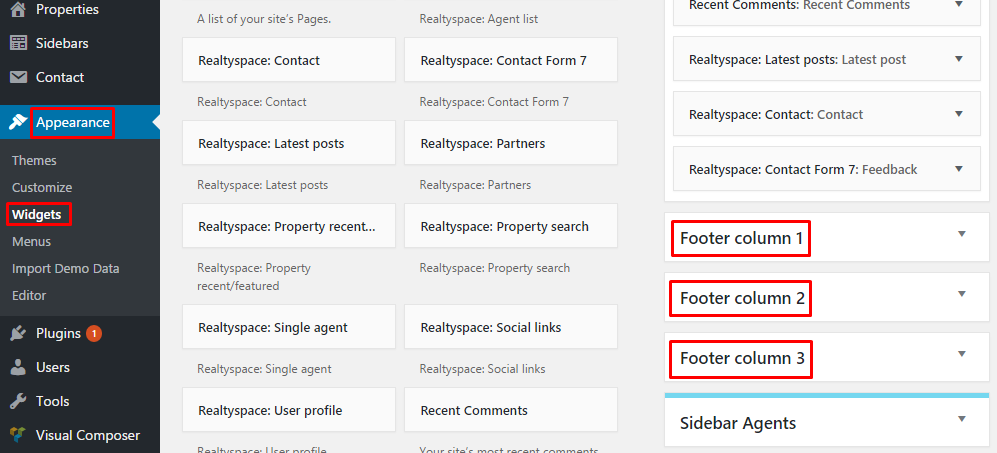 Properties
Sidebars
Contact
Appearance
Themes
Customize
Widgets
Menus
Import Demo Data
Editor
Plugins 1
Users
Tools
Visual Composer
A list of your site's Pages.
Realtyspace: Agent list
Realtyspace: Contact
Realtyspace: Contact Form 7
Realtyspace: Contact
Realtyspace: Contact Form 7
Realtyspace: Latest posts
Realtyspace: Partners
Realtyspace: Latest posts
Realtyspace: Partners
Realtyspace: Property recent...
Realtyspace: Property search
Realtyspace: Property
recent/featured
Realtyspace: Property search
Realtyspace: Single agent
Realtyspace: Social links
Realtyspace: Single agent
Realtyspace: Social links
Realtyspace: User profile
Recent Comments
Realtyspace: User profile
Your site's most recent comments
Recent Comments: Recent Comments
Realtyspace: Latest posts: Latest post
Realtyspace: Contact: Contact
Realtyspace: Contact Form 7: Feedback
Footer column 1
Footer column 2
Footer column 3
Sidebar Agents